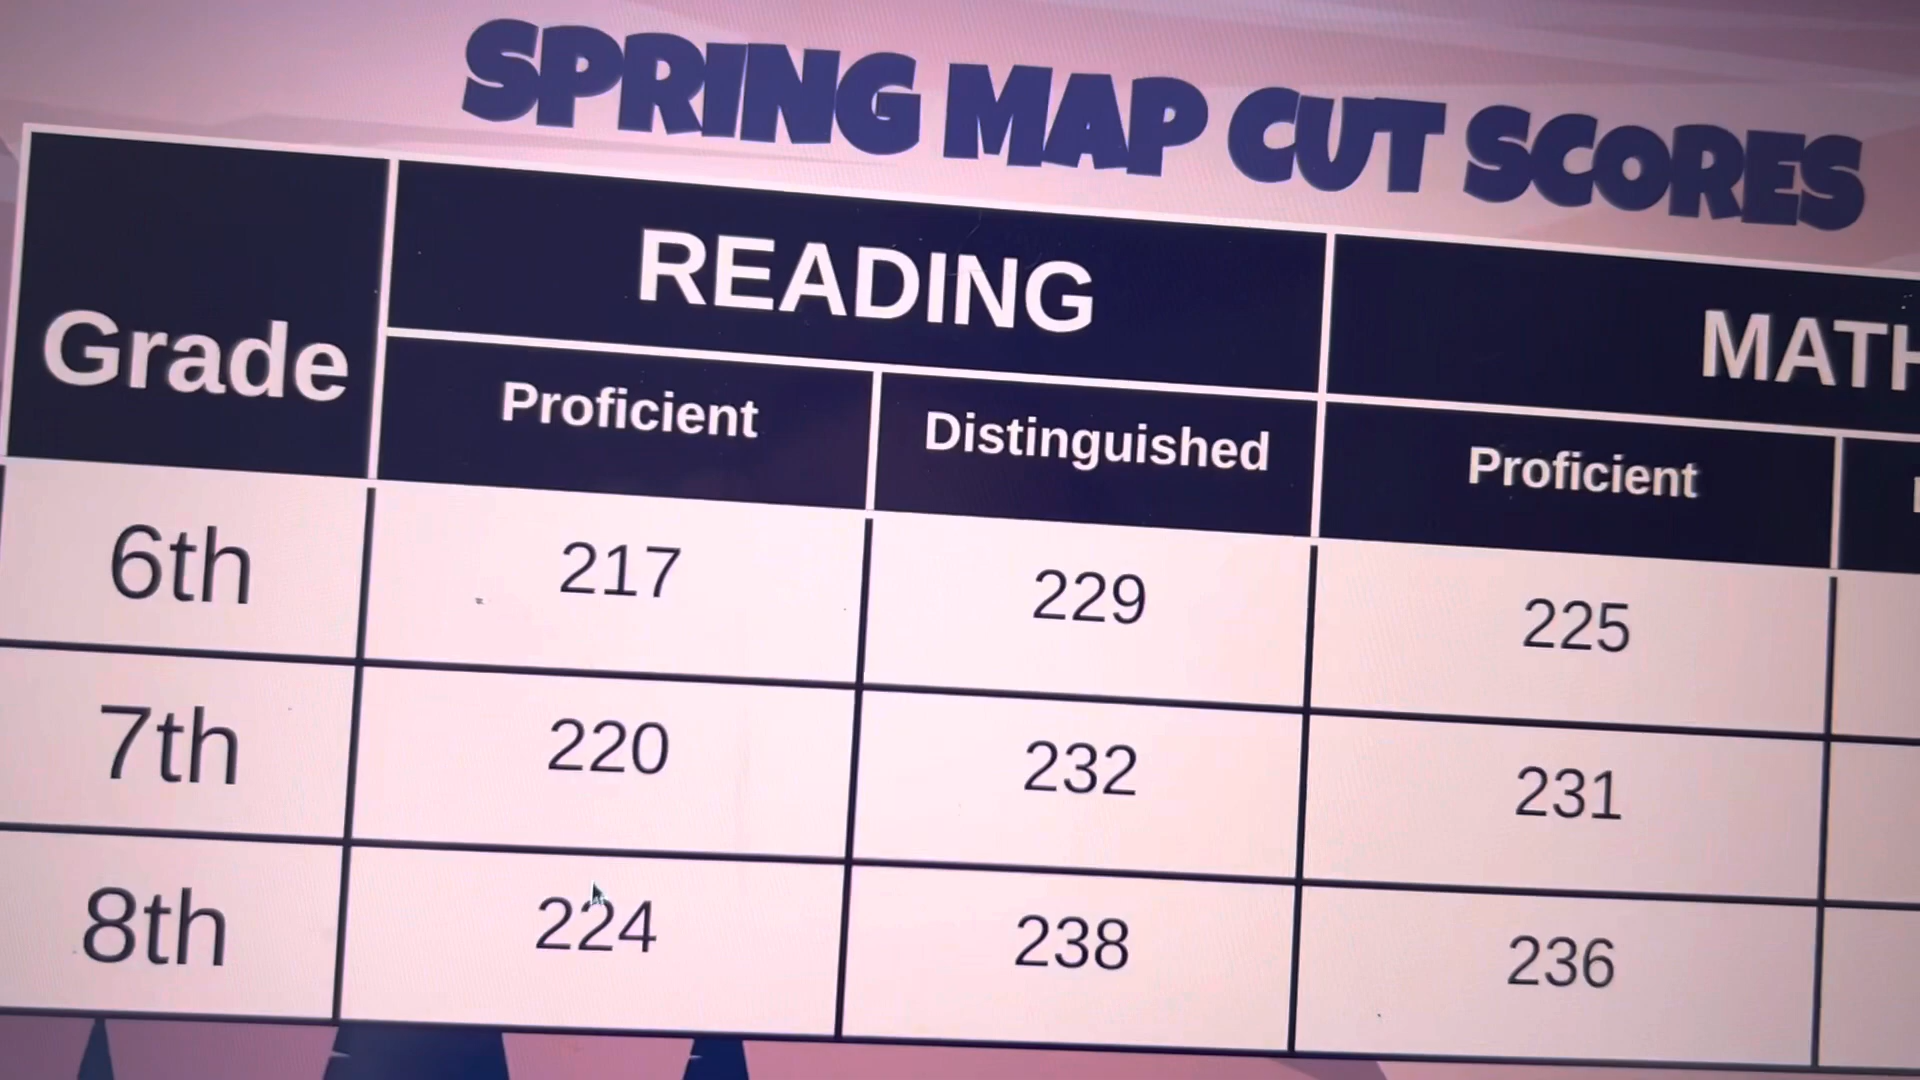 SPRING MAP CUT SCORES
Grade READING MATH
Proficient Distinguished Proficient
6th 217 229 225
7th 220 232 231
8th 224 238 236